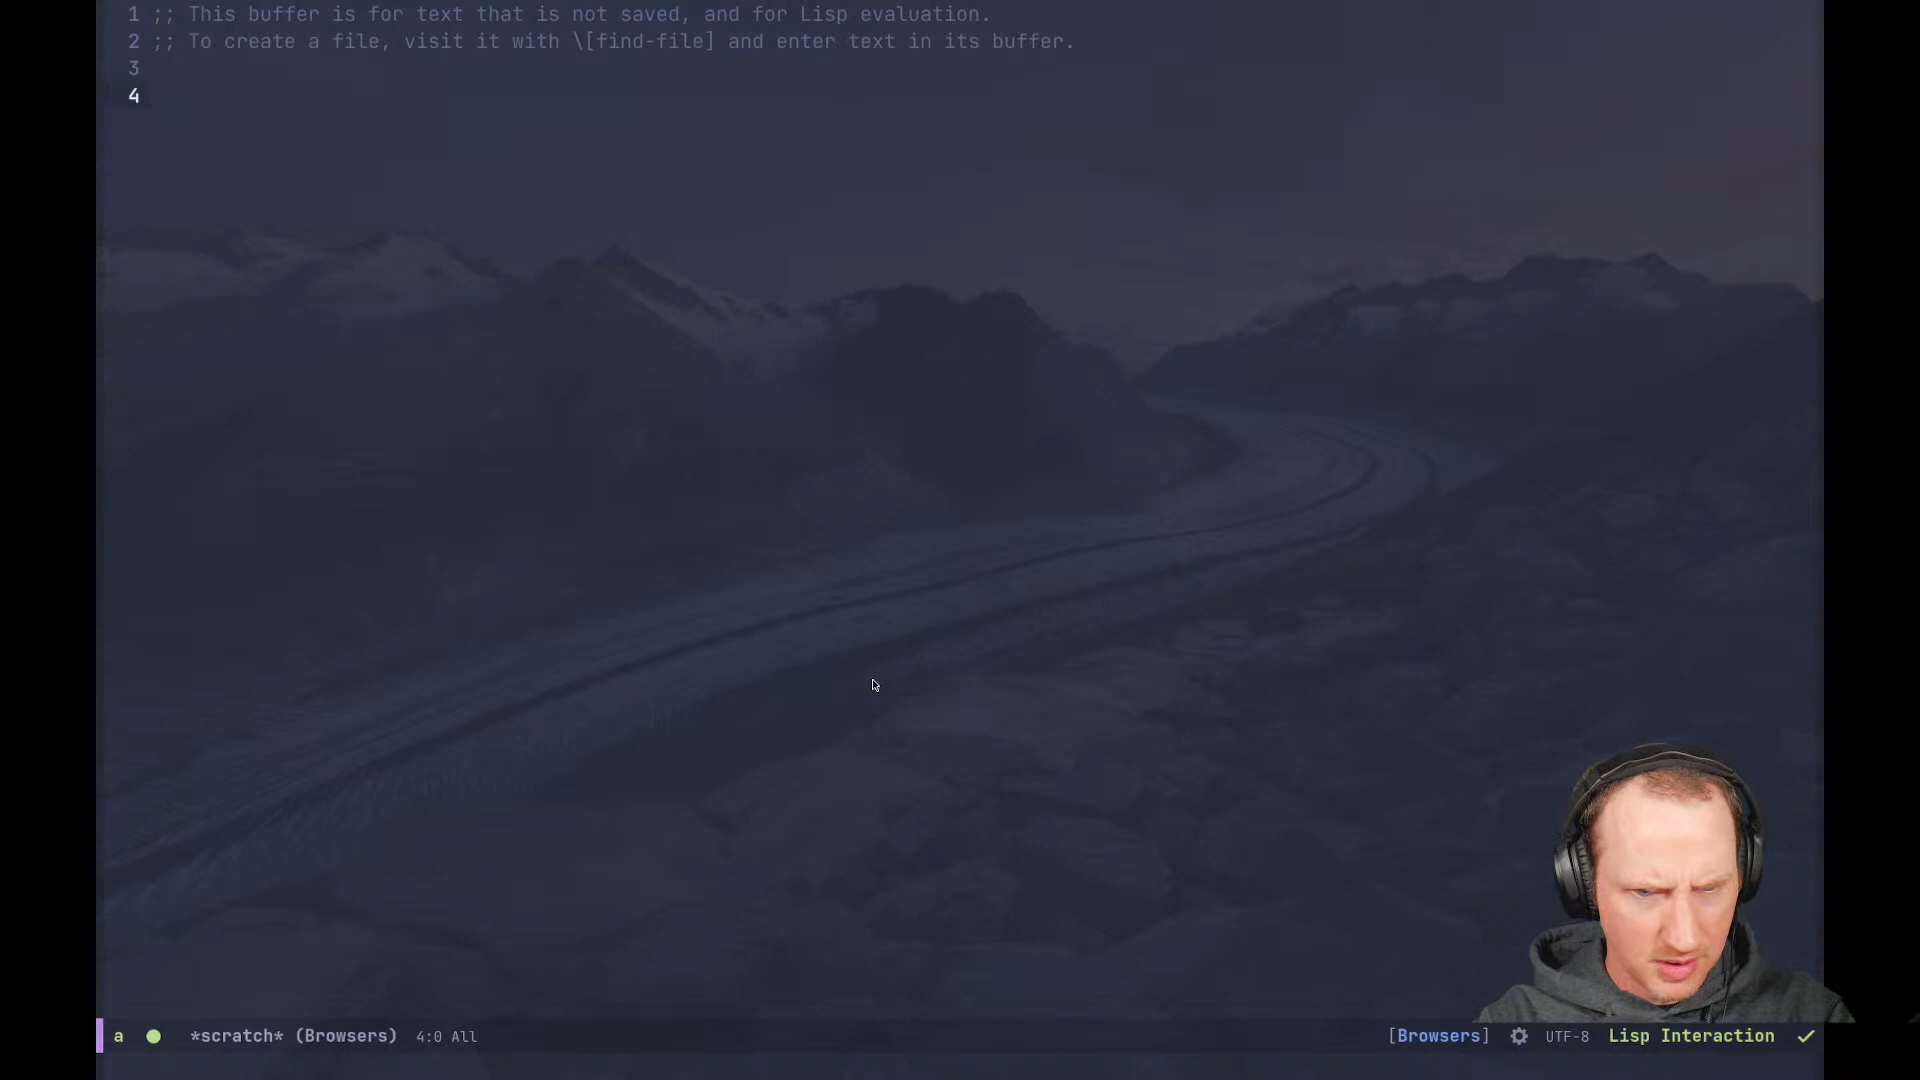 1 ;; This buffer is for text that is not saved, and for Lisp evaluation.
2 ;; To create a file, visit it with \[find-file] and enter text in its buffer.
3
4
a *scratch* (Browsers) 4:0 All [Browsers] UTF-8 Lisp Interaction